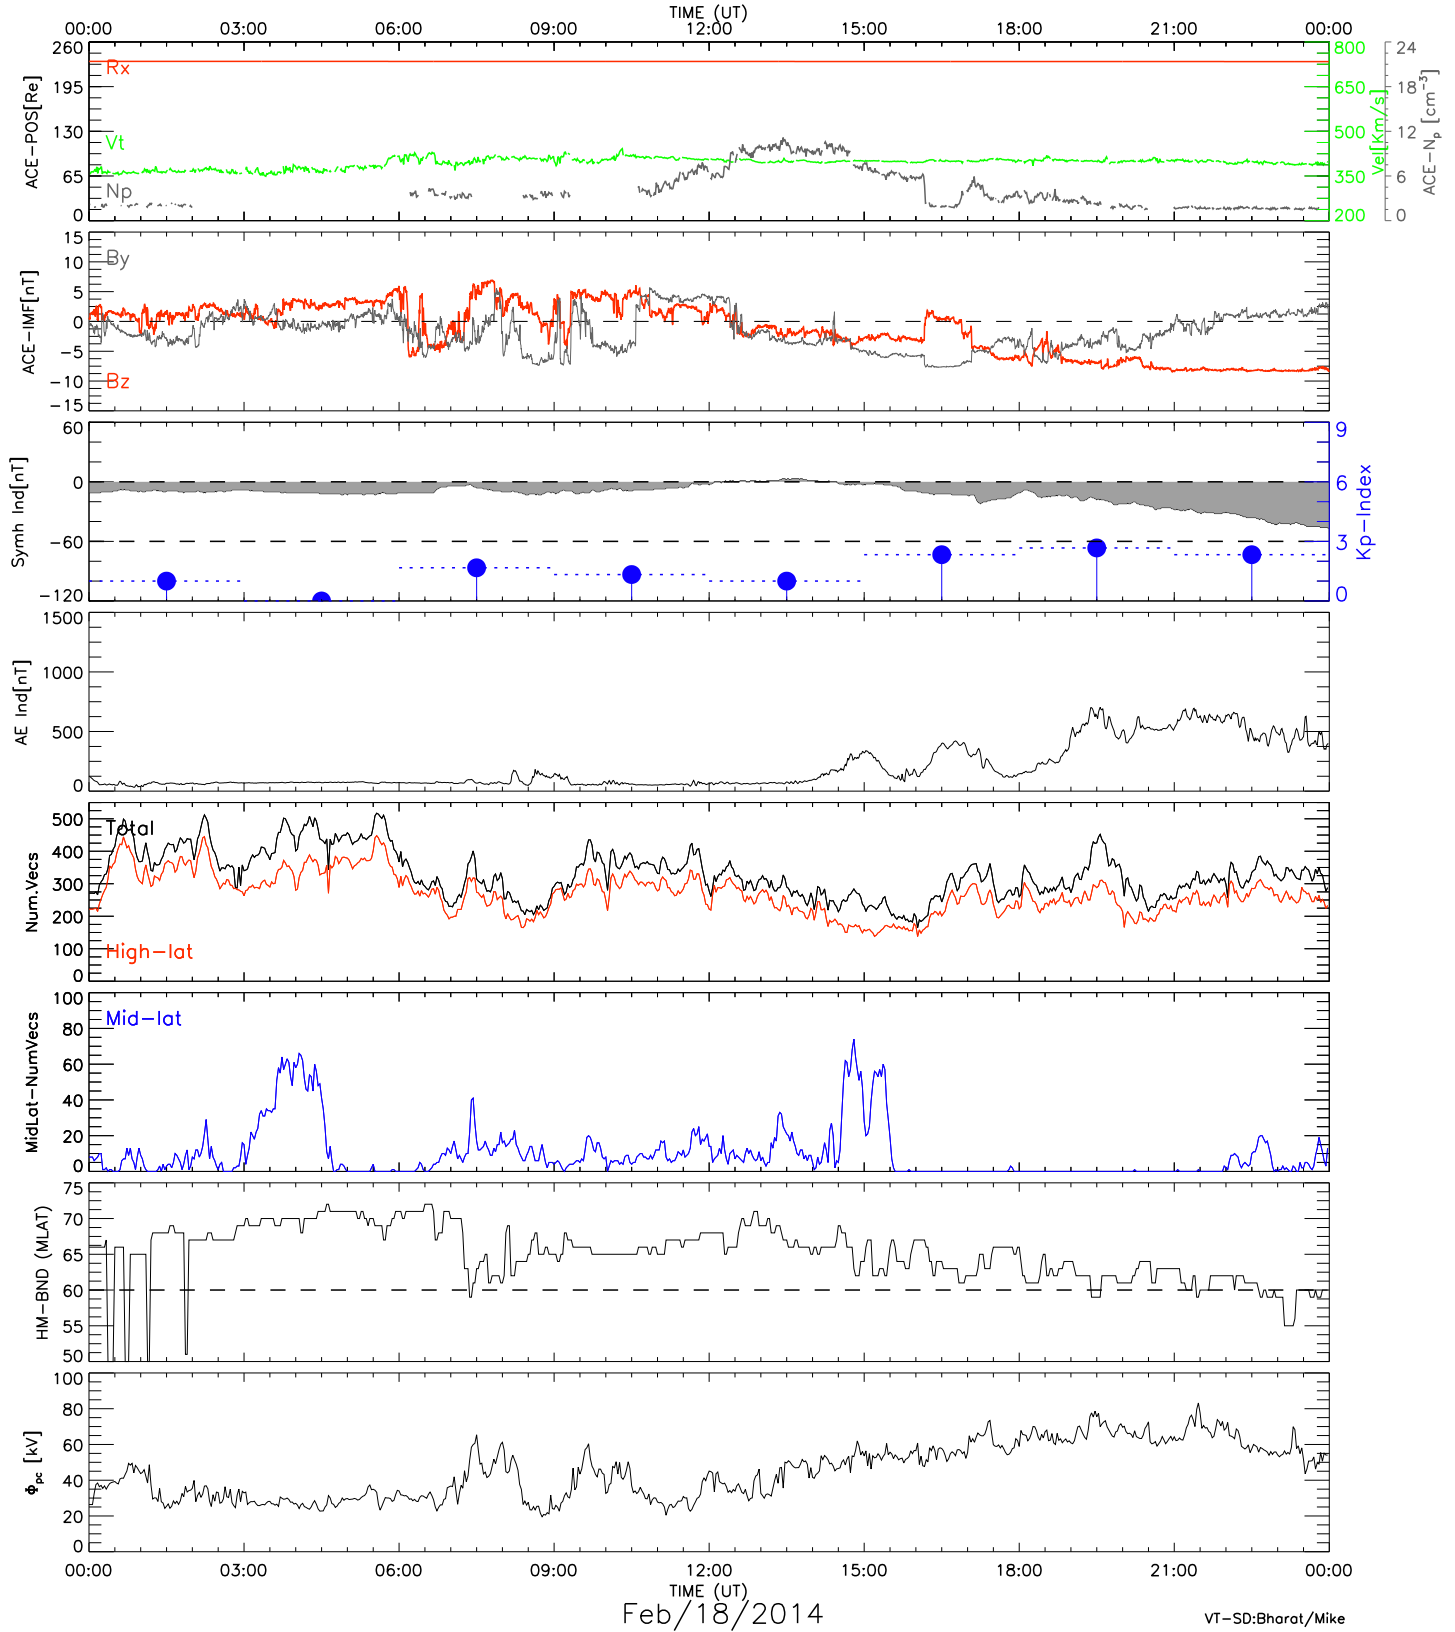 TIME (UT)
00:00 03:00 06:00 09:00 12:00 15:00 18:00 21:00 00:00
ACE-POS[Re]
260
195
130
65
0
Rx
Vt
Np
800
650
500
350
200
Vel[Km/s]
24
18
12
6
0
ACE-Np [cm-3]
ACE-IMF[nT]
15
10
5
0
-5
-10
-15
By
Bz
Symh Ind[nT]
60
0
-60
-120
9
6
3
0
Kp-Index
AE Ind[nT]
1500
1000
500
0
Num.Vecs
500
400
300
200
100
0
Total
High-lat
MidLat-NumVecs
100
80
60
40
20
0
Mid-lat
HM-BND (MLAT)
75
70
65
60
55
50
Φpc [kV]
100
80
60
40
20
0
00:00 03:00 06:00 09:00 12:00 15:00 18:00 21:00 00:00
TIME (UT)
Feb/18/2014
VT-SD:Bharat/Mike